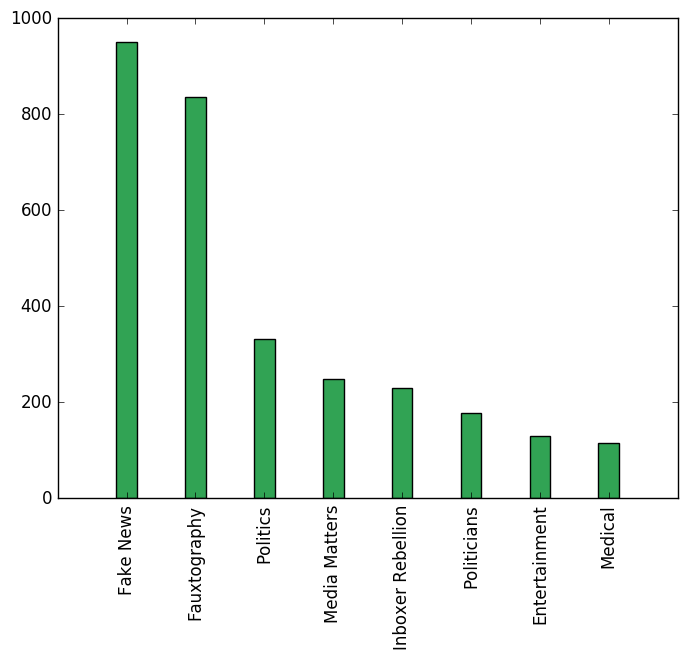 1000
800
600
400
200
0
Fake News
Fauxtography
Politics
Media Matters
Inboxer Rebellion
Politicians
Entertainment
Medical